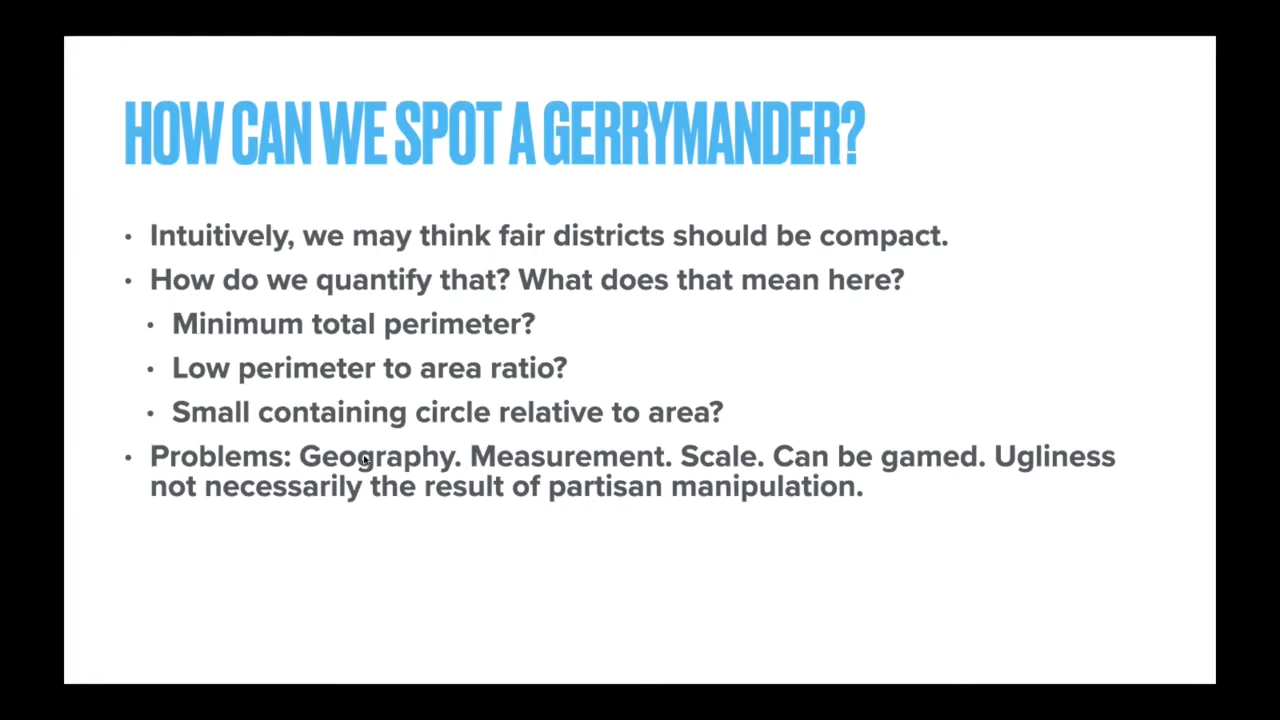 HOW CAN WE SPOT A GERRYMANDER?
• Intuitively, we may think fair districts should be compact.
• How do we quantify that? What does that mean here?
• Minimum total perimeter?
• Low perimeter to area ratio?
• Small containing circle relative to area?
• Problems: Geography. Measurement. Scale. Can be gamed. Ugliness
not necessarily the result of partisan manipulation.